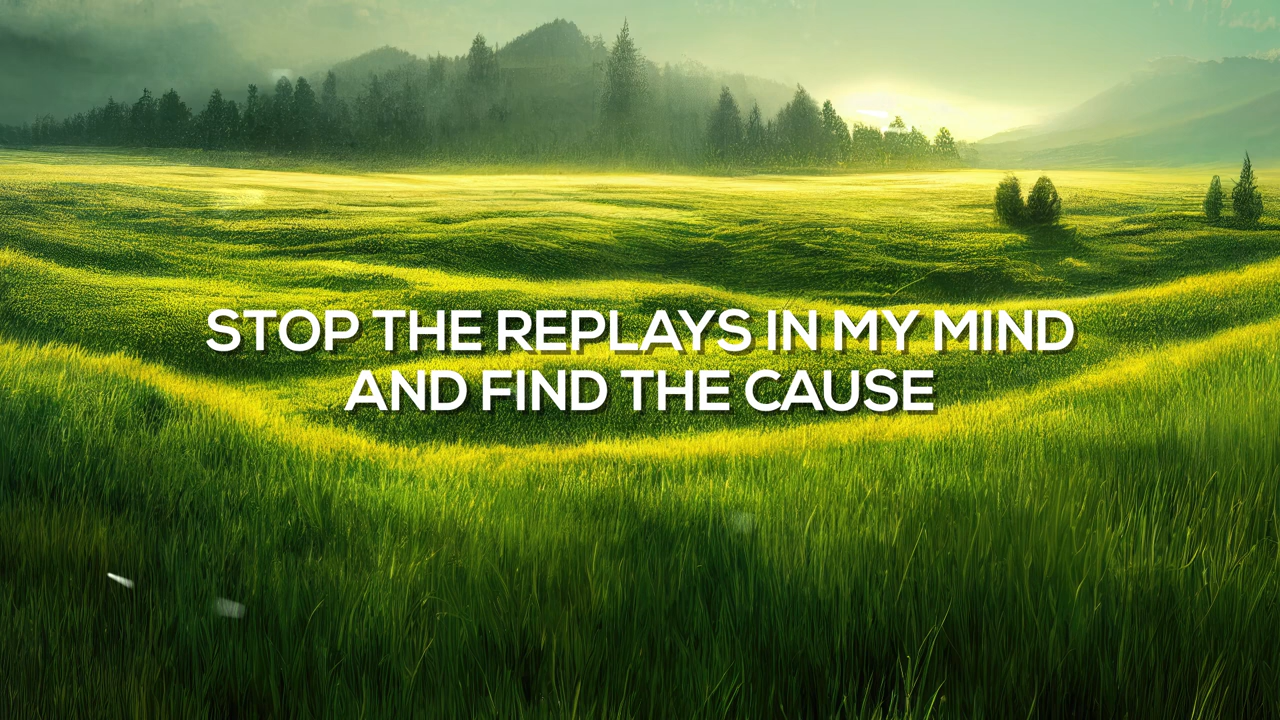 STOP THE REPLAYS IN MY MIND
AND FIND THE CAUSE